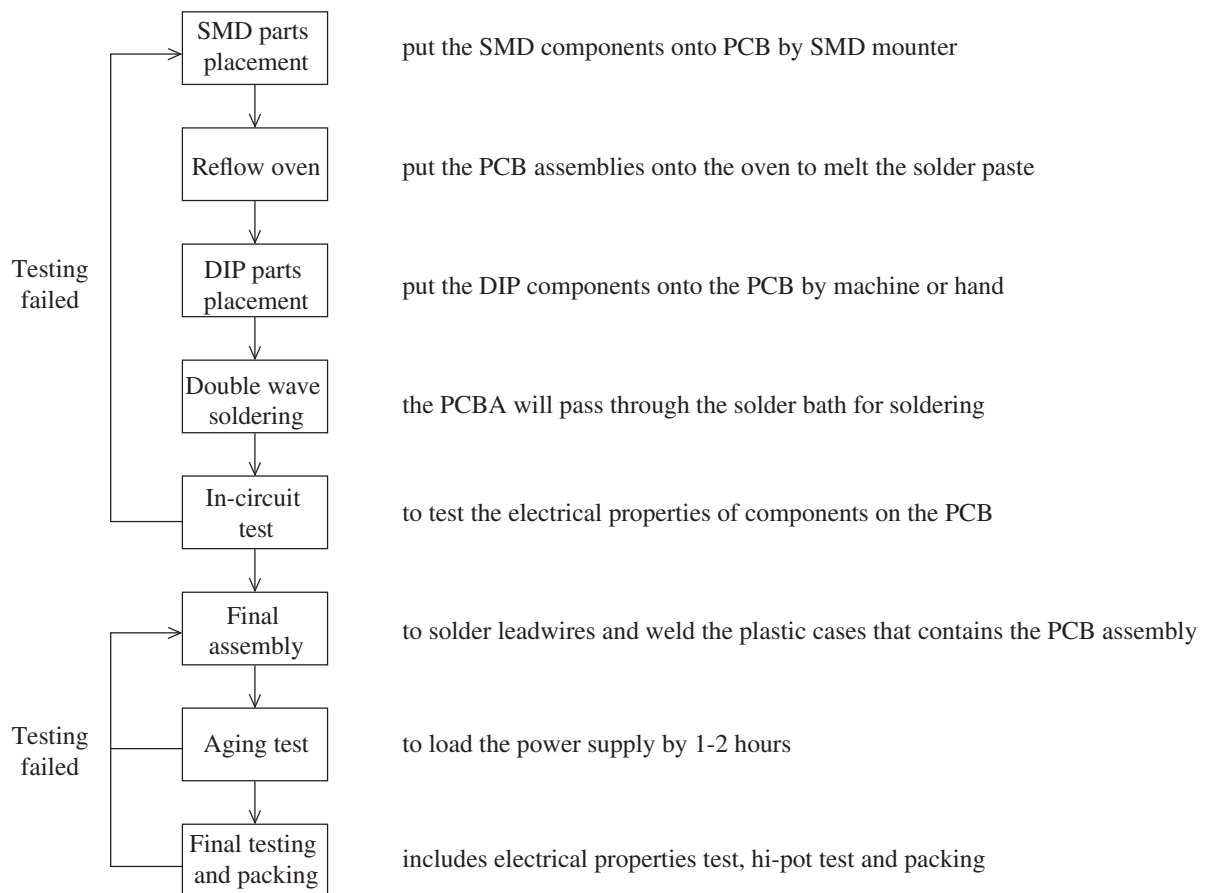 SMD parts
placement
put the SMD components onto PCB by SMD mounter
Reflow oven
put the PCB assemblies onto the oven to melt the solder paste
Testing
failed
DIP parts
placement
put the DIP components onto the PCB by machine or hand
Double wave
soldering
the PCBA will pass through the solder bath for soldering
In-circuit
test
to test the electrical properties of components on the PCB
Final
assembly
to solder leadwires and weld the plastic cases that contains the PCB assembly
Testing
failed
Aging test
to load the power supply by 1-2 hours
Final testing
and packing
includes electrical properties test, hi-pot test and packing